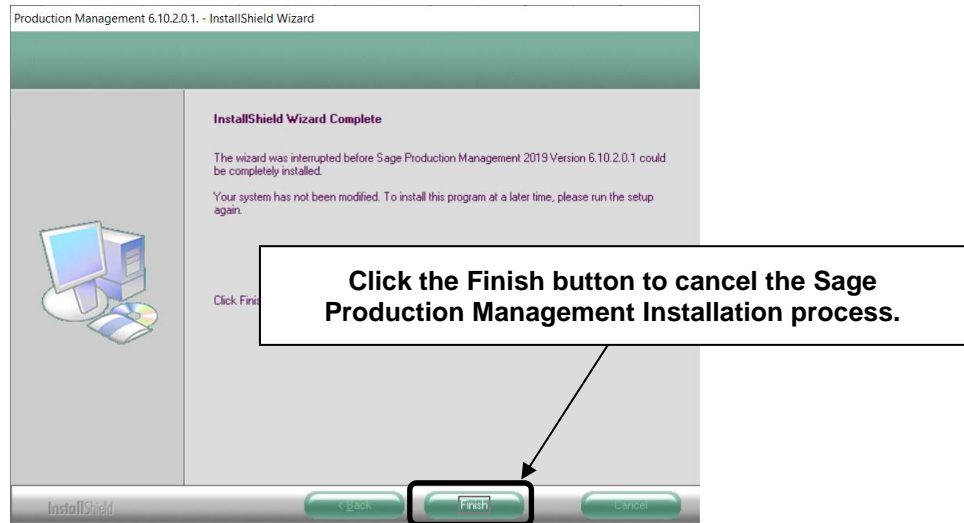 Production Management 6.10.2.0.1. - InstallShield Wizard
InstallShield Wizard Complete
The wizard was interrupted before Sage Production Management 2019 Version 6.10.2.0.1 could
be completely installed.
Your system has not been modified. To install this program at a later time, please run the setup
again.
Click the Finish button to cancel the Sage
Production Management Installation process.
Click
InstallShield
< Back
Finish
Cancel